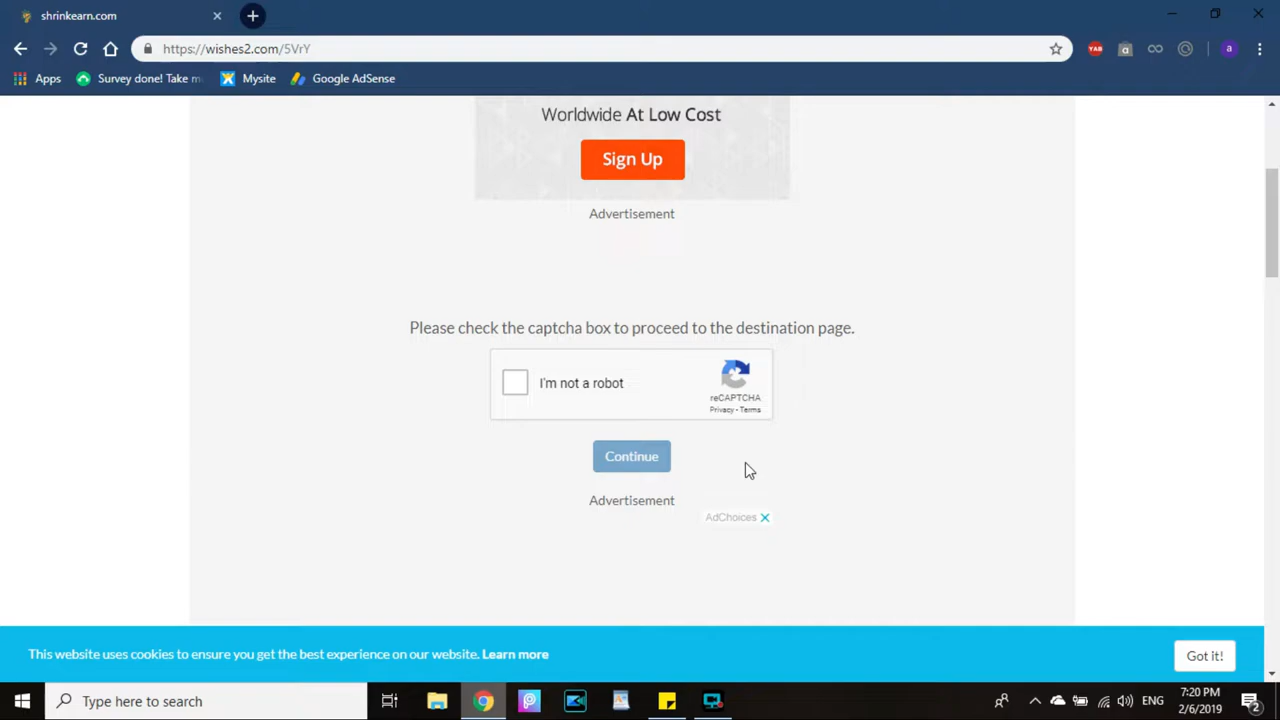 shrinkearn.com
https://wishes2.com/5VrY
YAB
a
a
Apps
Survey done! Take m
Mysite
Google AdSense
Worldwide At Low Cost
Sign Up
Advertisement
Please check the captcha box to proceed to the destination page.
I'm not a robot
reCAPTCHA
Privacy - Terms
Continue
Advertisement
AdChoices
This website uses cookies to ensure you get the best experience on our website. Learn more
Got it!
Type here to search
ENG
7:20 PM
2/6/2019
2